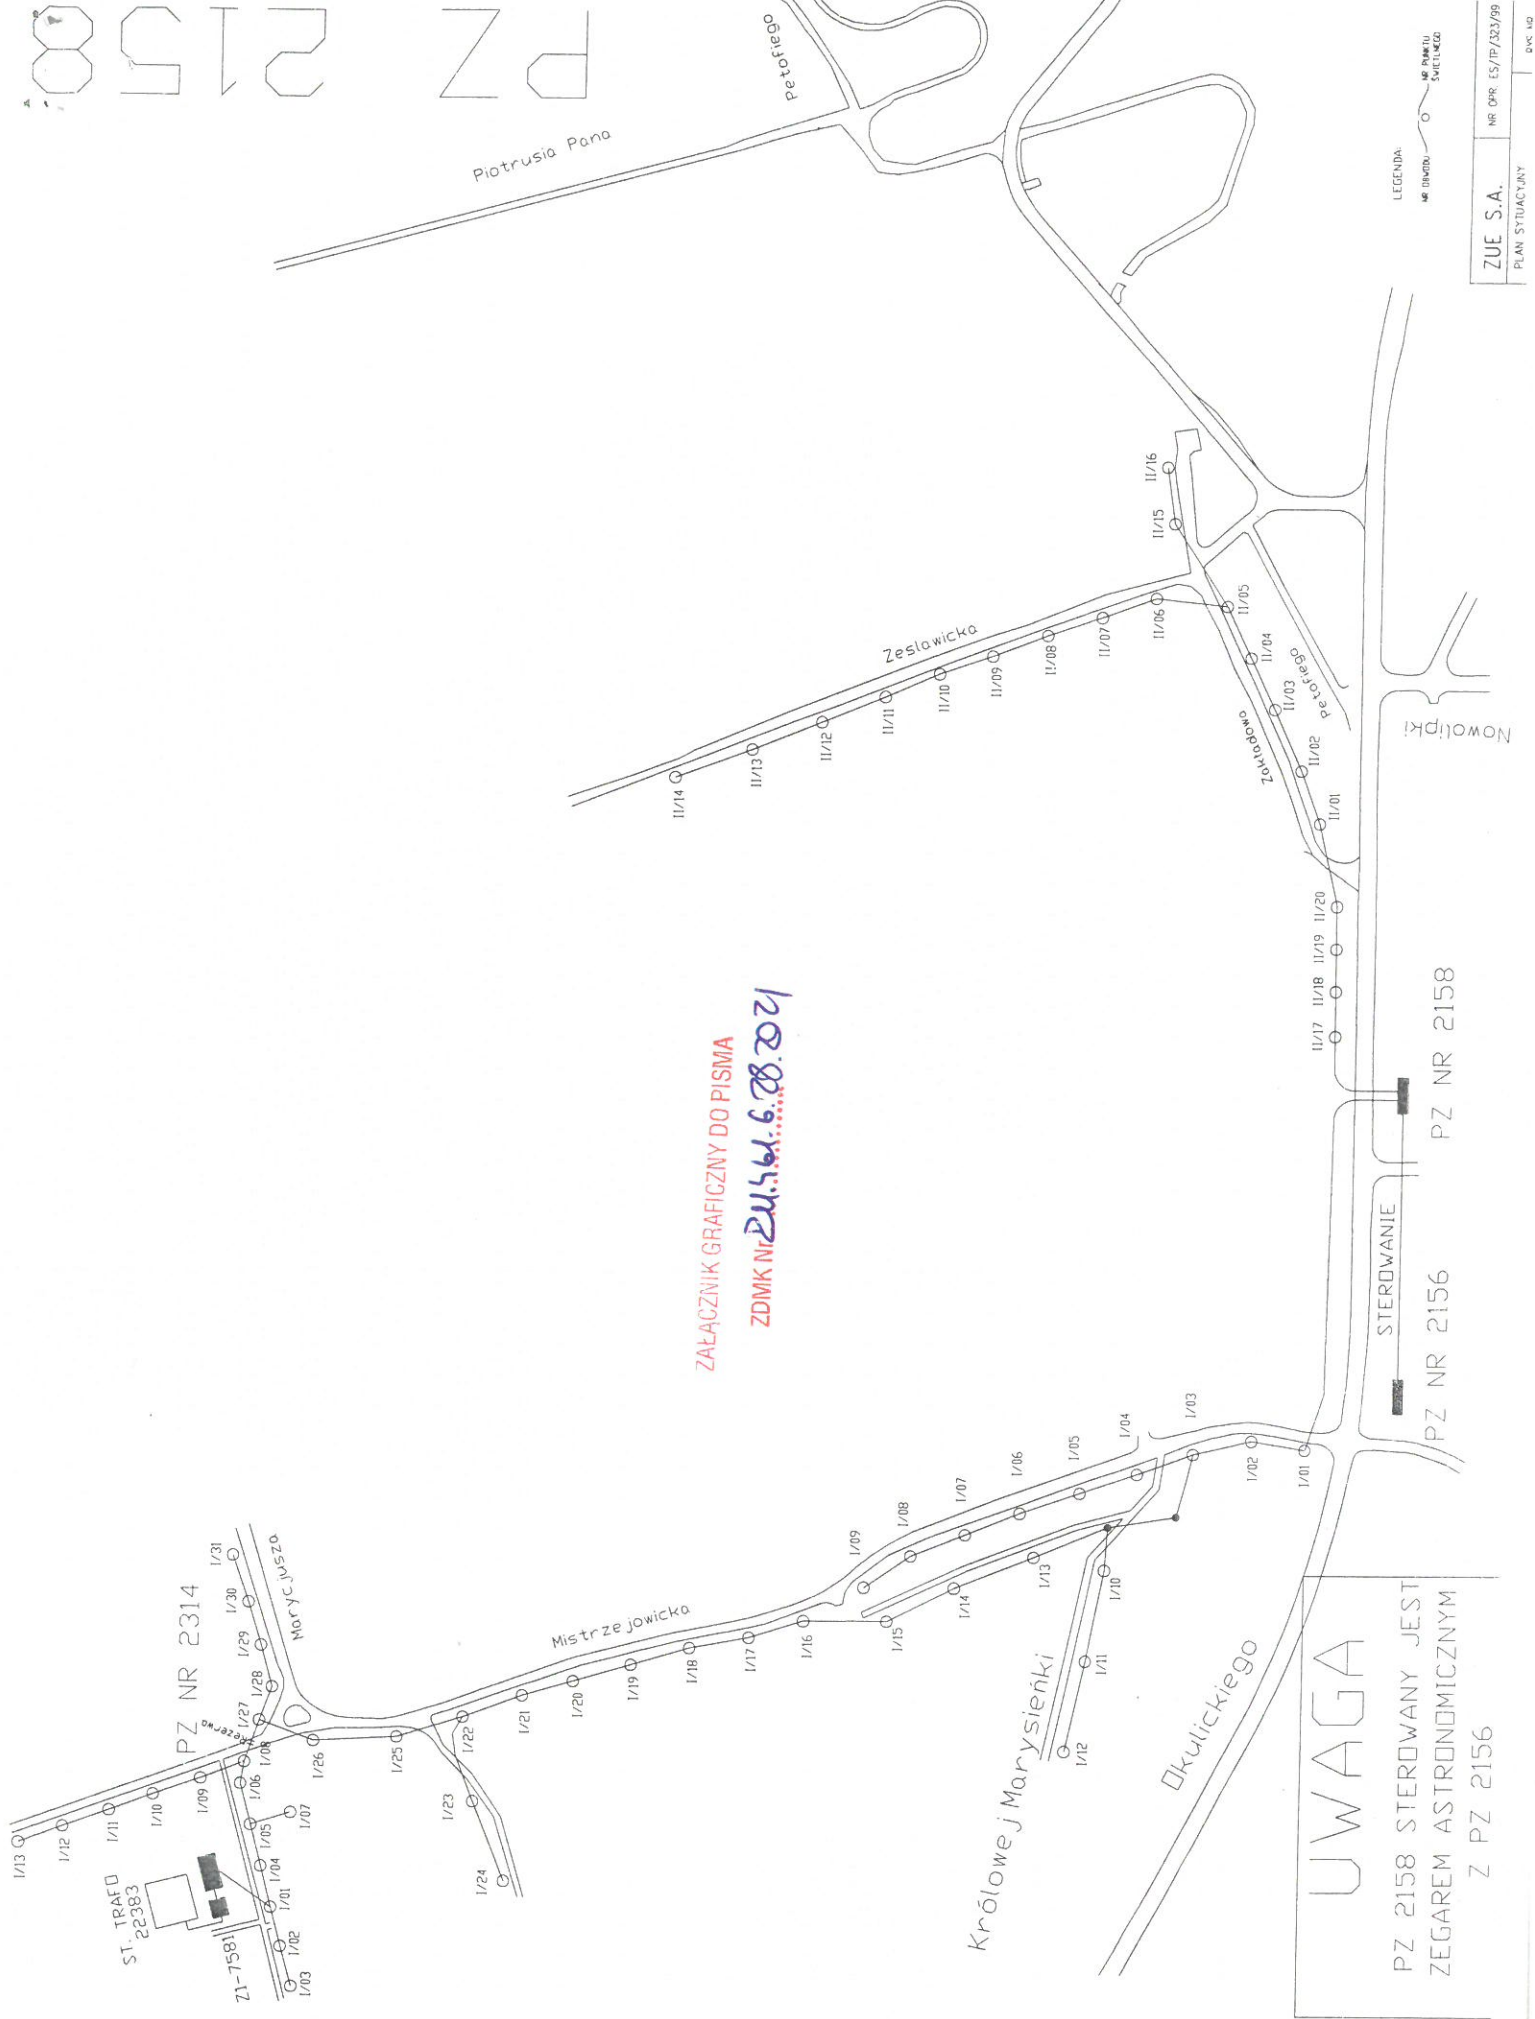 PZ 2158
Piotrusia Pana
Petofiego
LEGENDA:
NR OBWODU
NR PUNKTU
ŚWIETLNEGO
ZUE S.A.
NR OPR. ES/TP/323/99
PLAN SYTUACYJNY
II/16
II/15
II/05
II/04
II/03
II/02
II/01
II/06
II/07
II/08
II/09
II/10
II/11
II/12
II/13
II/14
Zesławicka
Zakładowa
Petofiego
Nowolipki
II/20
II/19
II/18
II/17
PZ NR 2158
STEROWANIE
PZ NR 2156
ZAŁĄCZNIK GRAFICZNY DO PISMA
ZDMK Nr
I/01
I/02
I/03
I/04
I/05
I/06
I/07
I/08
I/09
I/10
I/11
I/12
I/13
I/14
I/15
I/16
I/17
I/18
I/19
I/20
I/21
I/22
I/23
I/24
I/25
I/26
I/27
I/28
I/29
I/30
I/31
Mistrzejowicka
Marycjusza
PZ NR 2314
Rezerwa
I/13
I/12
I/11
I/10
I/09
I/08
I/06
I/07
I/05
I/04
I/01
I/02
I/03
ST. TRAFO
22383
Z1-7581
Królowej Marysieńki
Okulickiego
UWAGA
PZ 2158 STEROWANY JEST
ZEGAREM ASTRONOMICZNYM
Z PZ 2156